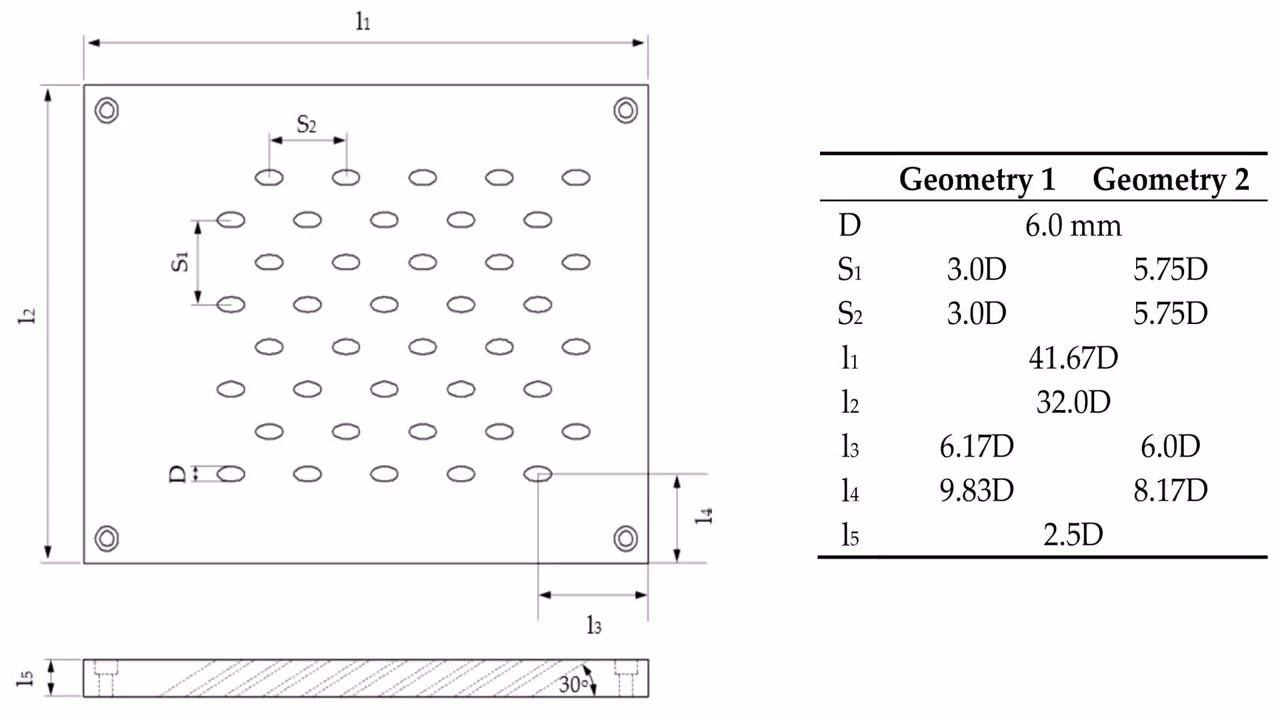 l1
S2
S1
l2
D
l4
l3
l5
30°
Geometry 1 Geometry 2
D 6.0 mm
S1 3.0D 5.75D
S2 3.0D 5.75D
l1 41.67D
l2 32.0D
l3 6.17D 6.0D
l4 9.83D 8.17D
l5 2.5D